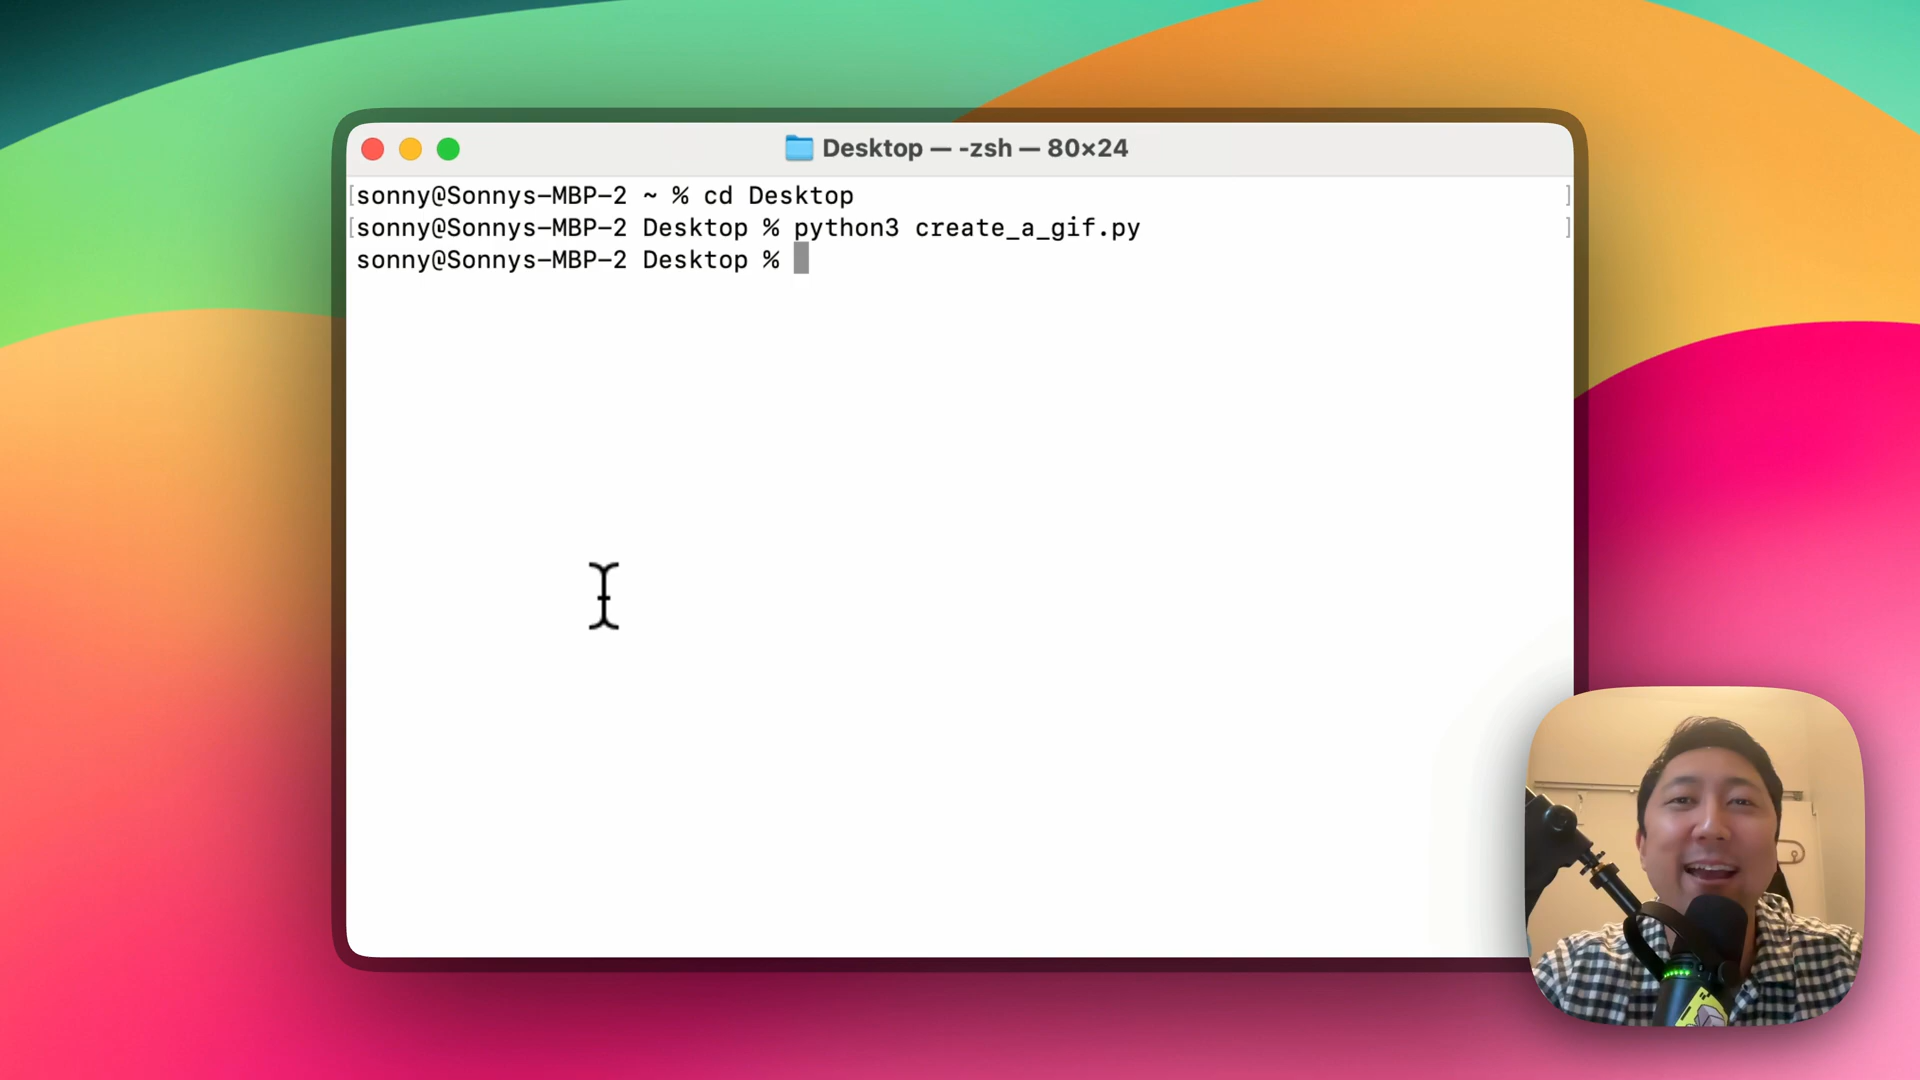 Desktop — -zsh — 80×24
sonny@Sonnys-MBP-2 ~ % cd Desktop
sonny@Sonnys-MBP-2 Desktop % python3 create_a_gif.py
sonny@Sonnys-MBP-2 Desktop %